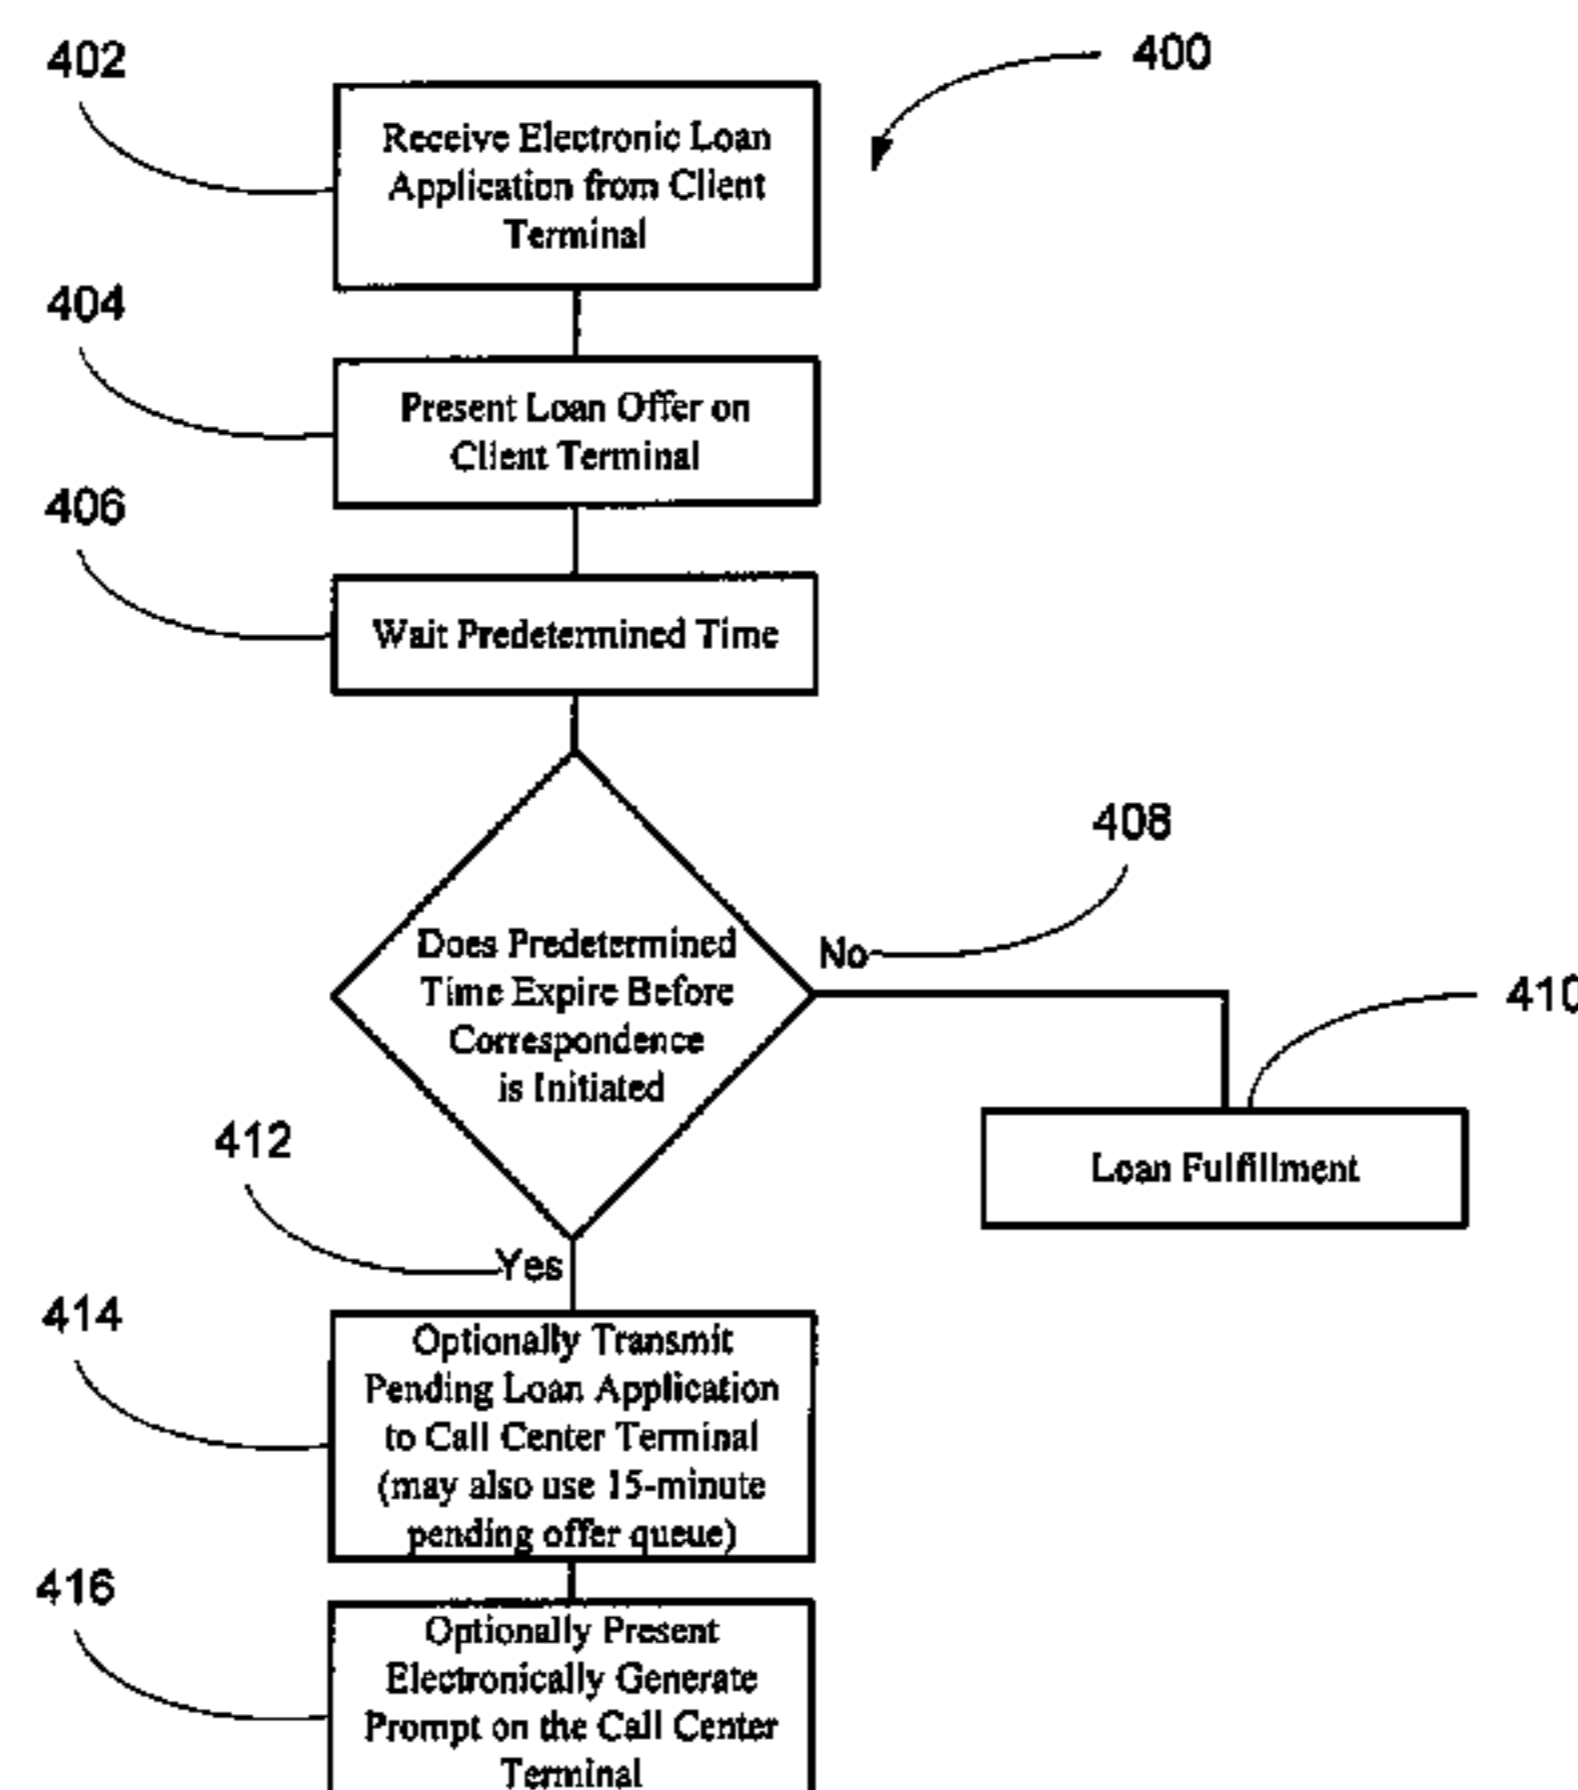 402
400
Receive Electronic Loan
Application from Client
Terminal
404
Present Loan Offer on
Client Terminal
406
Wait Predetermined Time
408
Does Predetermined
Time Expire Before
Correspondence
is Initiated
No
410
Loan Fulfillment
412
Yes
414
Optionally Transmit
Pending Loan Application
to Call Center Terminal
(may also use 15-minute
pending offer queue)
416
Optionally Present
Electronically Generate
Prompt on the Call Center
Terminal